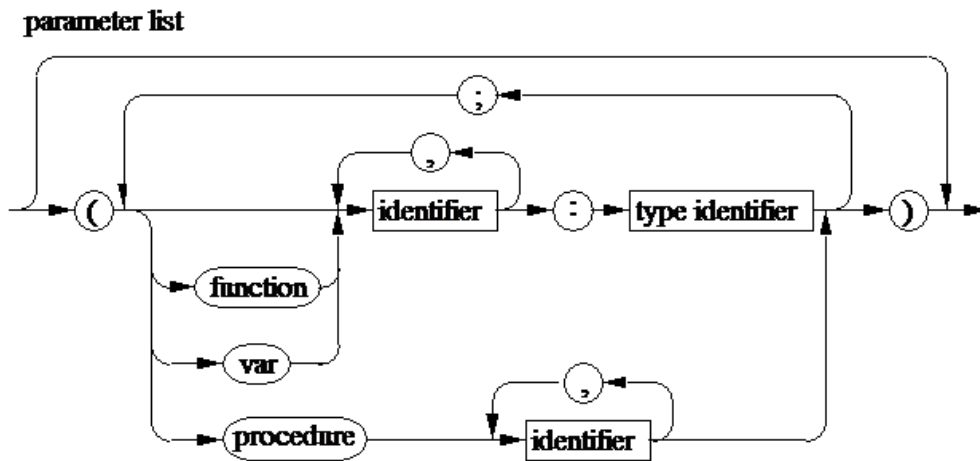 parameter list
;
,
( identifier : type identifier )
function
var
,
procedure identifier